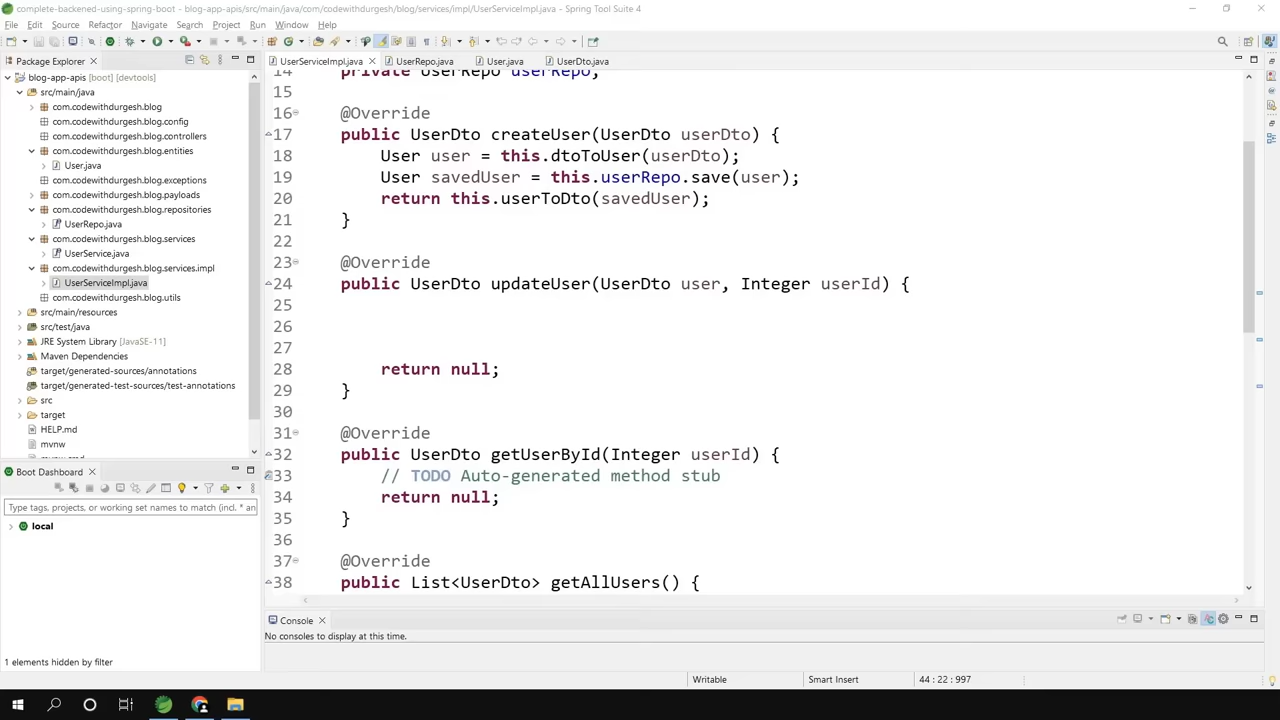 complete-backened-using-spring-boot - blog-app-apis/src/main/java/com/codewithdurgesh/blog/services/impl/UserServiceImpl.java - Spring Tool Suite 4
File Edit Source Refactor Navigate Search Project Run Window Help
Package Explorer
UserServiceImpl.java UserRepo.java User.java UserDto.java
blog-app-apis [boot] [devtools]
src/main/java
com.codewithdurgesh.blog
com.codewithdurgesh.blog.config
com.codewithdurgesh.blog.controllers
com.codewithdurgesh.blog.entities
User.java
com.codewithdurgesh.blog.exceptions
com.codewithdurgesh.blog.payloads
com.codewithdurgesh.blog.repositories
UserRepo.java
com.codewithdurgesh.blog.services
UserService.java
com.codewithdurgesh.blog.services.impl
UserServiceImpl.java
com.codewithdurgesh.blog.utils
src/main/resources
src/test/java
JRE System Library [JavaSE-11]
Maven Dependencies
target/generated-sources/annotations
target/generated-test-sources/test-annotations
src
target
HELP.md
mvnw
Boot Dashboard
Type tags, projects, or working set names to match (incl. * an
local
1 elements hidden by filter
14 private UserRepo userRepo;
15
16 @Override
17 public UserDto createUser(UserDto userDto) {
18 User user = this.dtoToUser(userDto);
19 User savedUser = this.userRepo.save(user);
20 return this.userToDto(savedUser);
21 }
22
23 @Override
24 public UserDto updateUser(UserDto user, Integer userId) {
25
26
27
28 return null;
29 }
30
31 @Override
32 public UserDto getUserById(Integer userId) {
33 // TODO Auto-generated method stub
34 return null;
35 }
36
37 @Override
38 public List<UserDto> getAllUsers() {
Console
No consoles to display at this time.
Writable Smart Insert 44 : 22 : 997